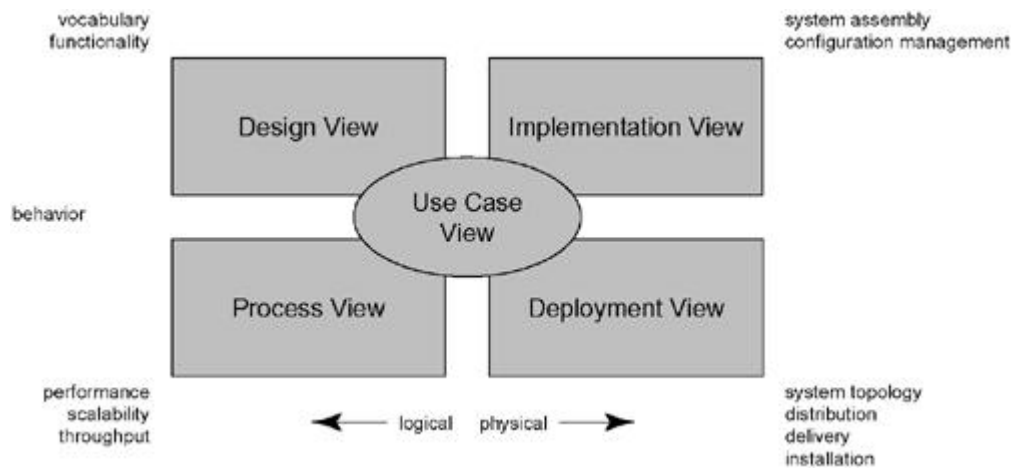 vocabulary
functionality
system assembly
configuration management
Design View
Implementation View
Use Case
View
behavior
Process View
Deployment View
performance
scalability
throughput
logical
physical
system topology
distribution
delivery
installation